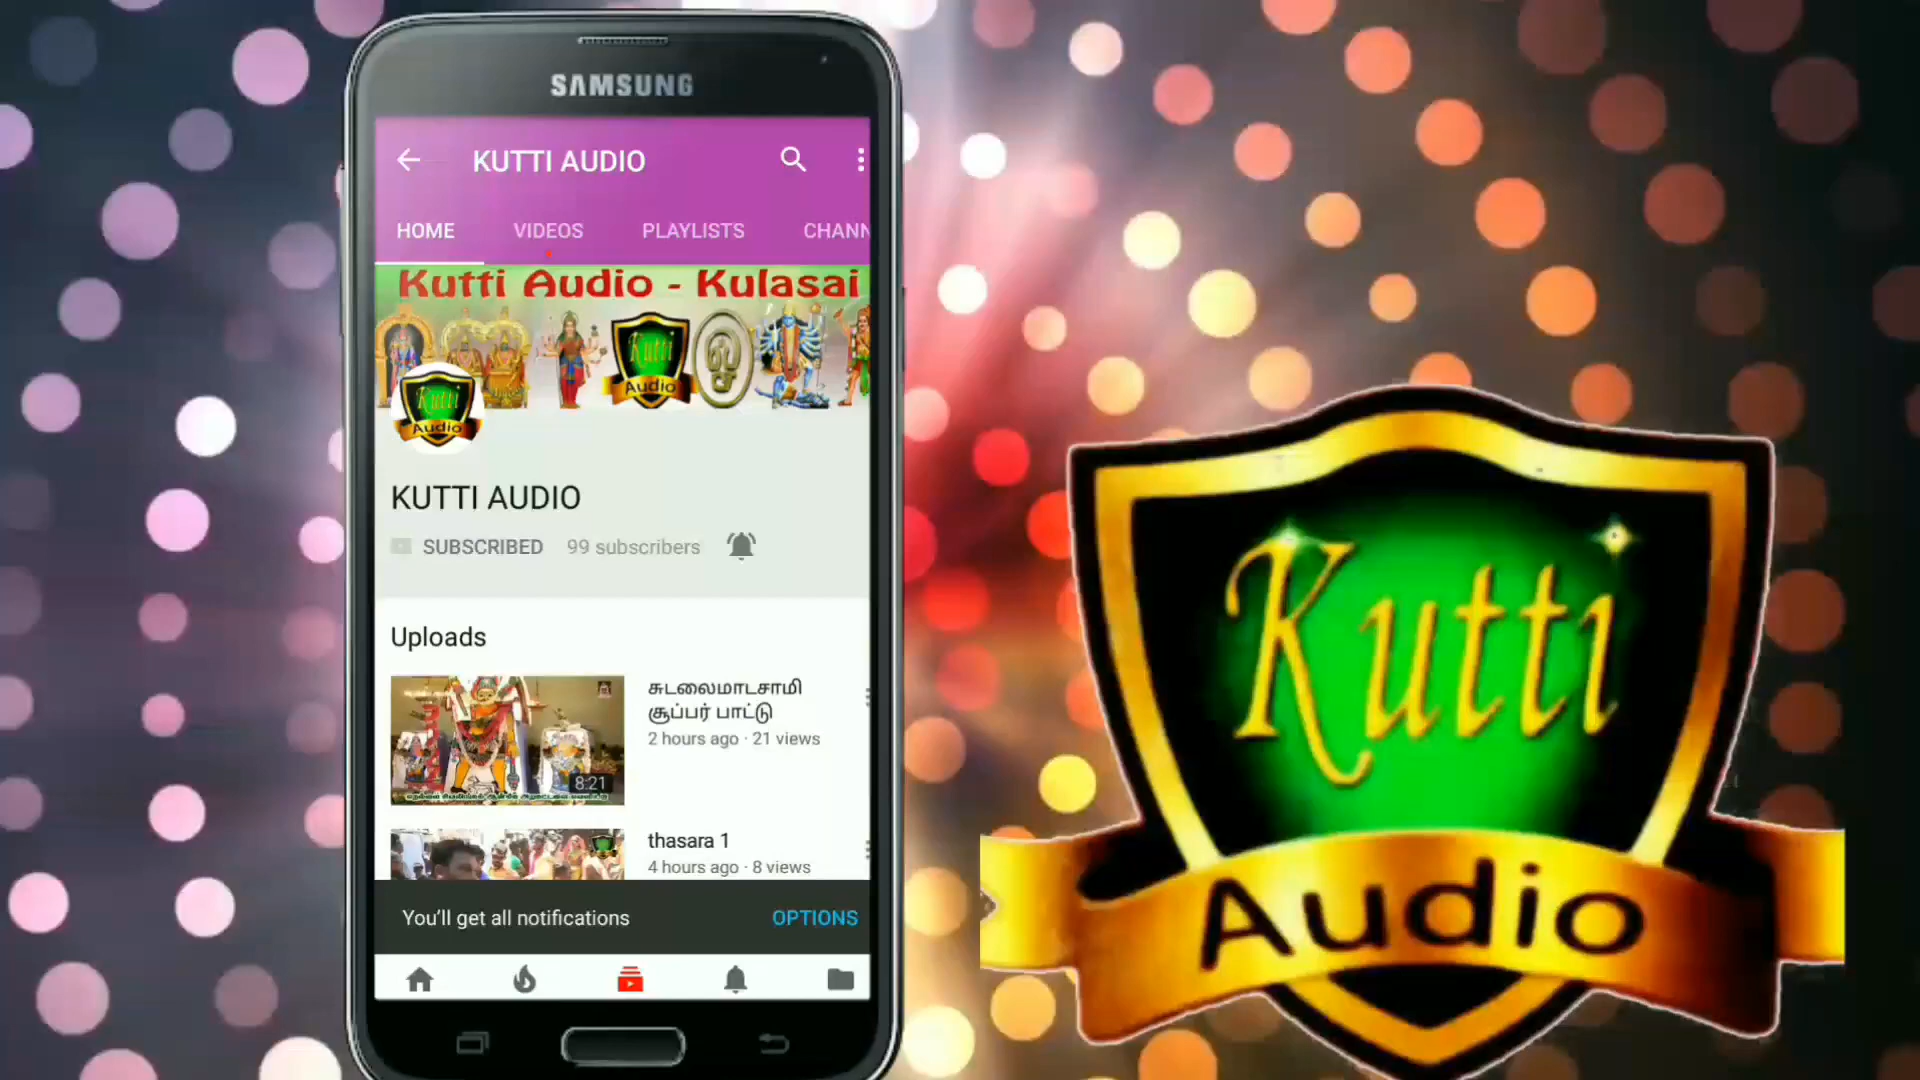 SAMSUNG
KUTTI AUDIO
HOME VIDEOS PLAYLISTS CHANN
Kutti Audio - Kulasai
Kutti
Audio
Kutti
Audio
KUTTI AUDIO
SUBSCRIBED 99 subscribers
Uploads
சுடலைமாடசாமி
சூப்பர் பாட்டு
2 hours ago · 21 views
8:21
thasara 1
4 hours ago · 8 views
You’ll get all notifications OPTIONS
Kutti
Audio